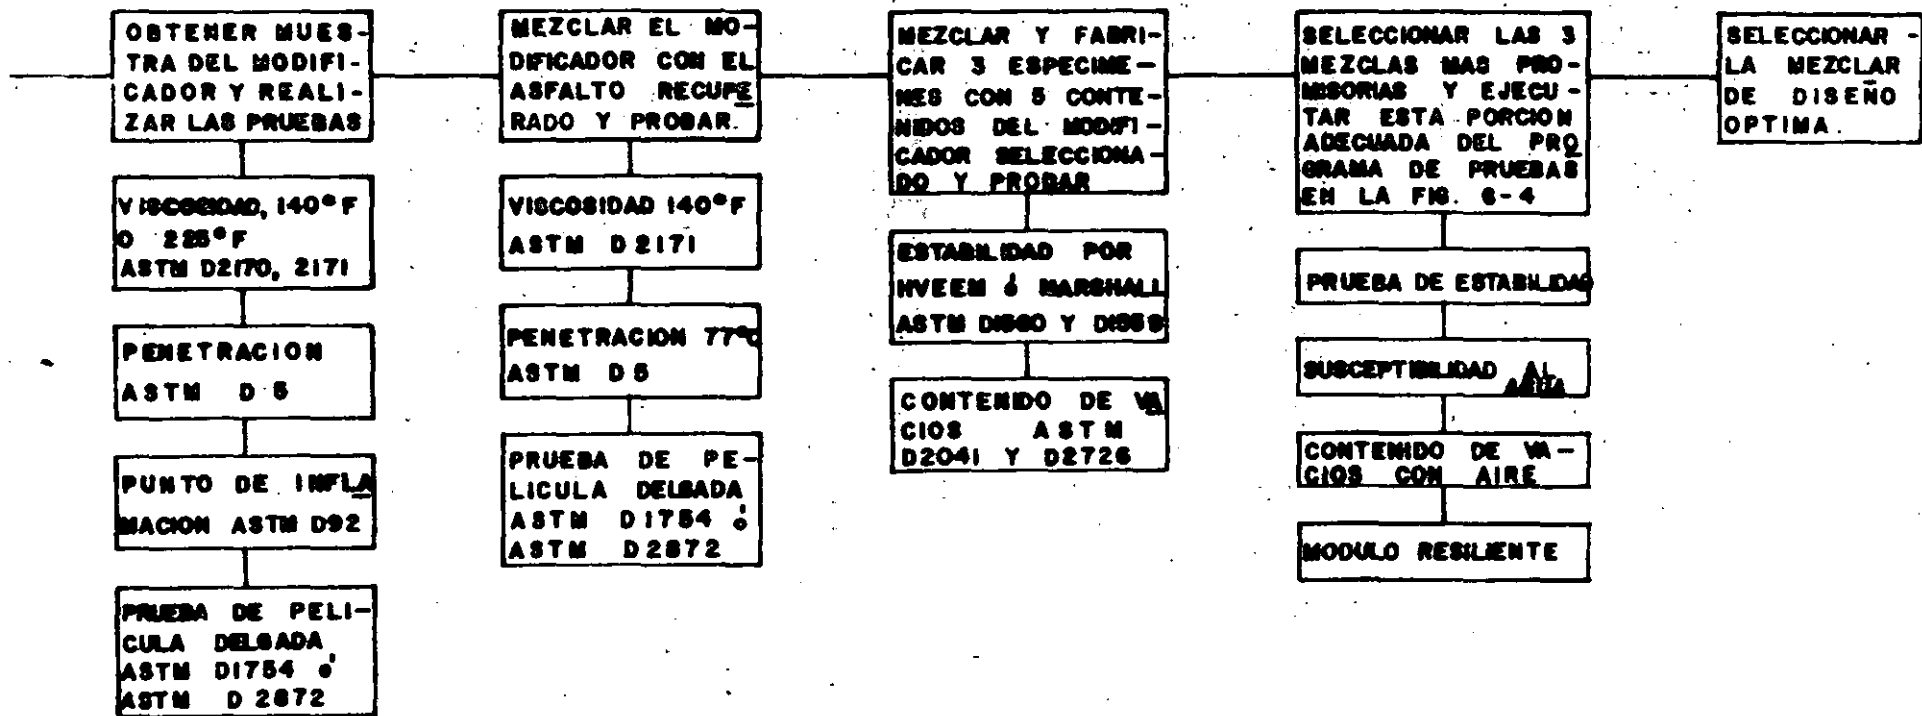 OBTENER MUES-
TRA DEL MODIFI-
CADOR Y REALI-
ZAR LAS PRUEBAS
VISCOSIDAD, 140°F
O 225°F
ASTM D2170, 2171
PENETRACION
ASTM D 5
PUNTO DE INFLA
MACION ASTM D92
PRUEBA DE PELI-
CULA DELGADA
ASTM D1754 ó
ASTM D 2872
MEZCLAR EL MO-
DIFICADOR CON EL
ASFALTO RECUPE
RADO Y PROBAR.
VISCOSIDAD 140°F
ASTM D2171
PENETRACION 77°C
ASTM D5
PRUEBA DE PE-
LICULA DELGADA
ASTM D1754 ó
ASTM D2872
MEZCLAR Y FABRI-
CAR 3 ESPECIME-
NES CON 5 CONTE-
NIDOS DEL MODIFI-
CADOR SELECCIONA-
DO Y PROBAR
ESTABILIDAD POR
HVEEM ó MARSHALL
ASTM D1560 Y D1559
CONTENIDO DE VA
CIOS ASTM
D2041 Y D2726
SELECCIONAR LAS 3
MEZCLAS MAS PRO-
MISORIAS Y EJECU-
TAR ESTA PORCION
ADECUADA DEL PRO
GRAMA DE PRUEBAS
EN LA FIG. 6-4
PRUEBA DE ESTABILIDAD
SUSCEPTIBILIDAD AL
AGUA
CONTENIDO DE VA-
CIOS CON AIRE
MODULO RESILIENTE
SELECCIONAR -
LA MEZCLAR
DE DISEÑO
OPTIMA.